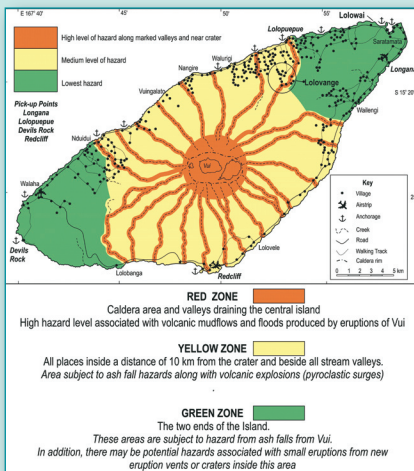 E 167° 40'
45'
50'
55'
Lolowai
Lolopuepue
Saratamata
Longana
S 15° 20'
Walurigi
Nangire
Vuingalato
Lolovange
Wailengi
Nduidui
Vui
Walaha
Devils
Rock
Lolobanga
Redcliff
Lolovele
High level of hazard along marked valleys and near crater
Medium level of hazard
Lowest hazard
Pick-up Points
Longana
Lolopuepue
Devils Rock
Redcliff
Key
Village
Airstrip
Anchorage
Creek
Road
Walking Track
Caldera rim
0 1 2 3 4 5 km
RED ZONE
Caldera area and valleys draining the central island
High hazard level associated with volcanic mudflows and floods produced by eruptions of Vui
YELLOW ZONE
All places inside a distance of 10 km from the crater and beside all stream valleys.
Area subject to ash fall hazards along with volcanic explosions (pyroclastic surges)
GREEN ZONE
The two ends of the Island.
These areas are subject to hazard from ash falls from Vui.
In addition, there may be potential hazards associated with small eruptions from new
eruption vents or craters inside this area